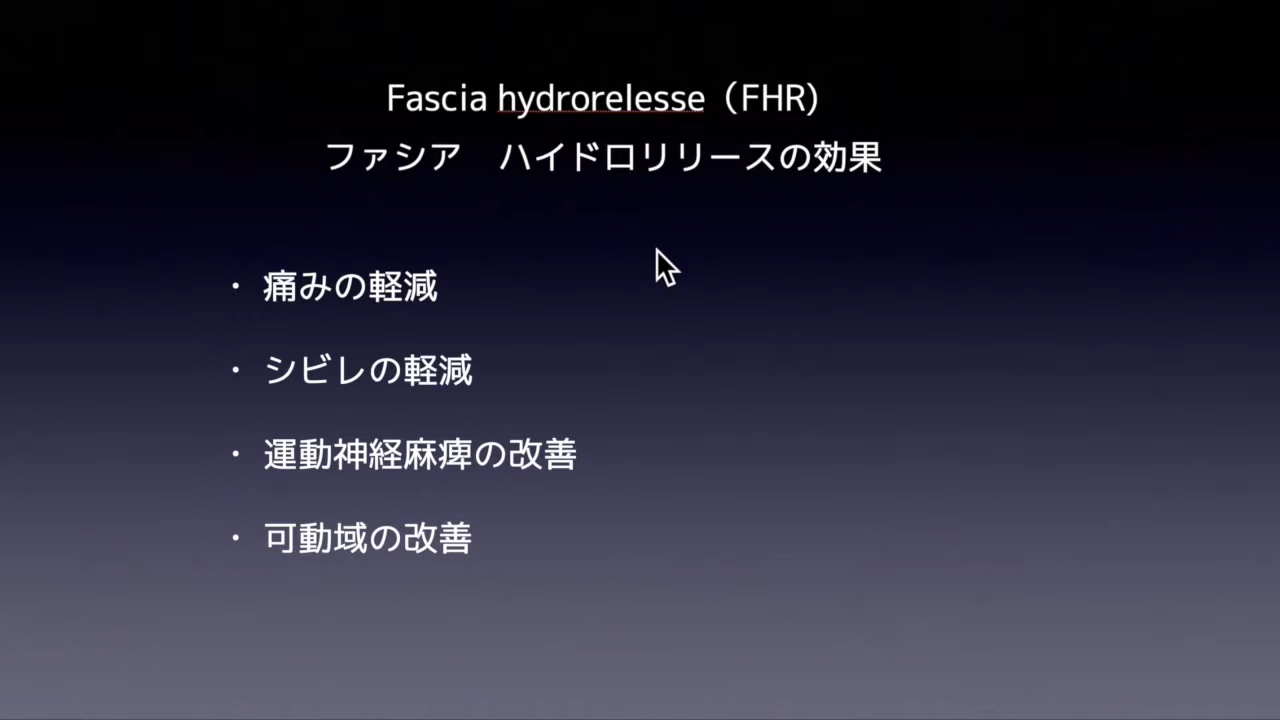 Fascia hydrorelesse（FHR)
ファシア　ハイドロリリースの効果
・ 痛みの軽減
・ シビレの軽減
・ 運動神経麻痺の改善
・ 可動域の改善